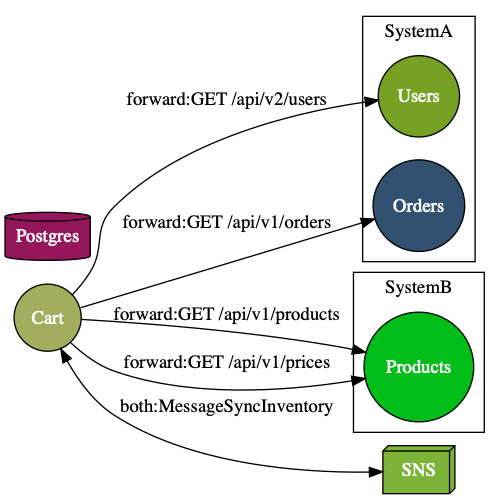 SystemA
Users
forward:GET /api/v2/users
Orders
forward:GET /api/v1/orders
Postgres
SystemB
Cart
forward:GET /api/v1/products
Products
forward:GET /api/v1/prices
both:MessageSyncInventory
SNS